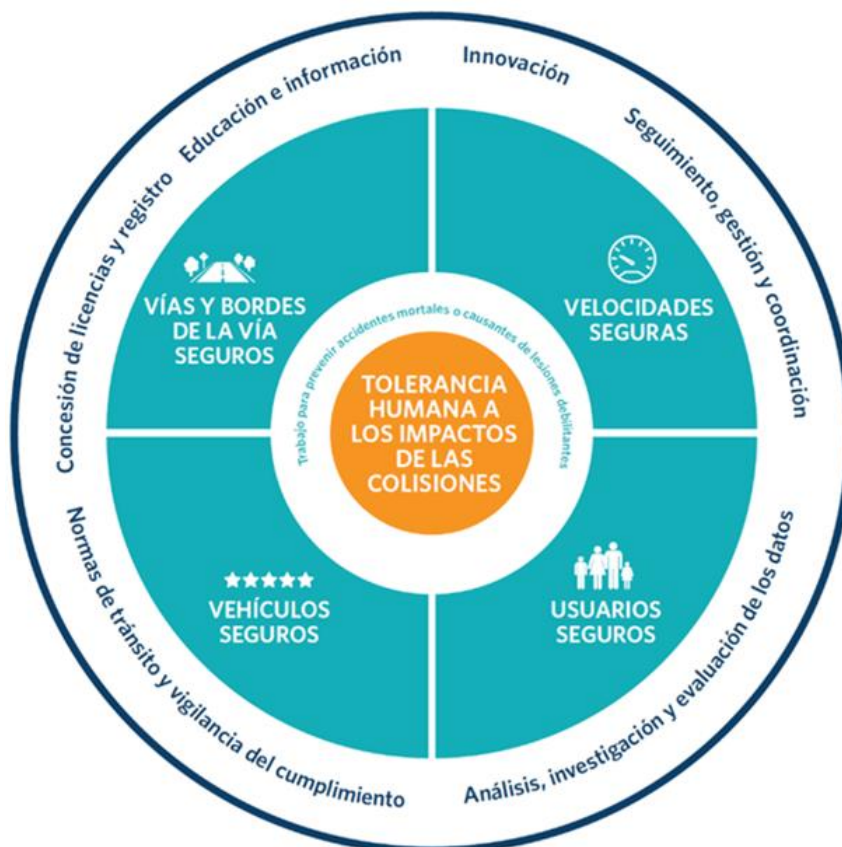 Educación e información
Innovación
Seguimiento, gestión y coordinación
Concesión de licencias y registro
VÍAS Y BORDES
DE LA VÍA
SEGUROS
VELOCIDADES
SEGURAS
Trabajo para prevenir accidentes mortales o causantes de lesiones debilitantes
TOLERANCIA
HUMANA A
LOS IMPACTOS
DE LAS
COLISIONES
VEHÍCULOS
SEGUROS
USUARIOS
SEGUROS
Normas de tránsito y vigilancia del cumplimiento
Análisis, investigación y evaluación de los datos